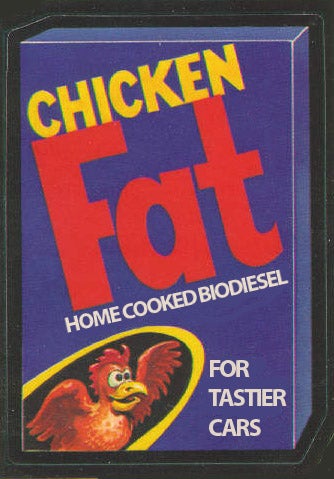 CHICKEN
Fat
HOME COOKED BIODIESEL
FOR
TASTIER
CARS